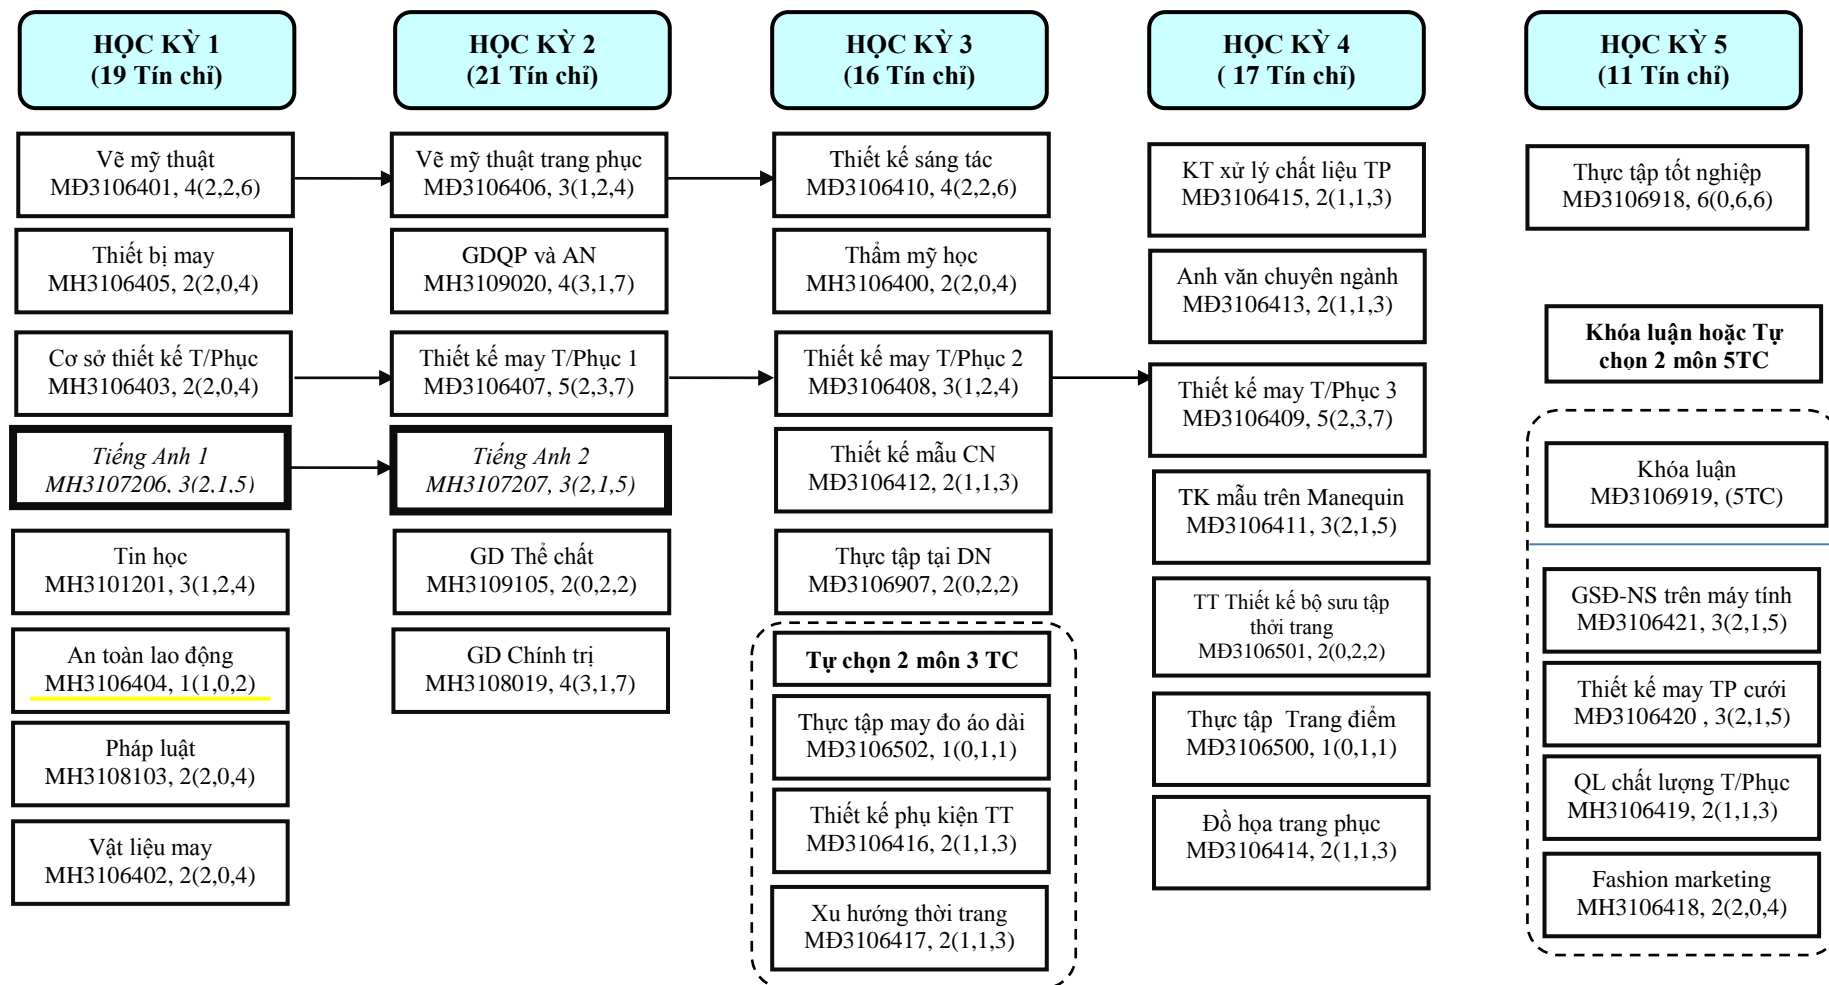 HỌC KỲ 1
(19 Tín chỉ)
Vẽ mỹ thuật
MĐ3106401, 4(2,2,6)
Thiết bị may
MH3106405, 2(2,0,4)
Cơ sở thiết kế T/Phục
MH3106403, 2(2,0,4)
Tiếng Anh 1
MH3107206, 3(2,1,5)
Tin học
MH3101201, 3(1,2,4)
An toàn lao động
MH3106404, 1(1,0,2)
Pháp luật
MH3108103, 2(2,0,4)
Vật liệu may
MH3106402, 2(2,0,4)
HỌC KỲ 2
(21 Tín chỉ)
Vẽ mỹ thuật trang phục
MĐ3106406, 3(1,2,4)
GDQP và AN
MH3109020, 4(3,1,7)
Thiết kế may T/Phục 1
MĐ3106407, 5(2,3,7)
Tiếng Anh 2
MH3107207, 3(2,1,5)
GD Thể chất
MH3109105, 2(0,2,2)
GD Chính trị
MH3108019, 4(3,1,7)
HỌC KỲ 3
(16 Tín chỉ)
Thiết kế sáng tác
MĐ3106410, 4(2,2,6)
Thẩm mỹ học
MH3106400, 2(2,0,4)
Thiết kế may T/Phục 2
MĐ3106408, 3(1,2,4)
Thiết kế mẫu CN
MĐ3106412, 2(1,1,3)
Thực tập tại DN
MĐ3106907, 2(0,2,2)
Tự chọn 2 môn 3 TC
Thực tập may đo áo dài
MĐ3106502, 1(0,1,1)
Thiết kế phụ kiện TT
MĐ3106416, 2(1,1,3)
Xu hướng thời trang
MĐ3106417, 2(1,1,3)
HỌC KỲ 4
( 17 Tín chỉ)
KT xử lý chất liệu TP
MĐ3106415, 2(1,1,3)
Anh văn chuyên ngành
MĐ3106413, 2(1,1,3)
Thiết kế may T/Phục 3
MĐ3106409, 5(2,3,7)
TK mẫu trên Manequin
MĐ3106411, 3(2,1,5)
TT Thiết kế bộ sưu tập
thời trang
MĐ3106501, 2(0,2,2)
Thực tập Trang điểm
MĐ3106500, 1(0,1,1)
Đồ họa trang phục
MĐ3106414, 2(1,1,3)
HỌC KỲ 5
(11 Tín chỉ)
Thực tập tốt nghiệp
MĐ3106918, 6(0,6,6)
Khóa luận hoặc Tự
chọn 2 môn 5TC
Khóa luận
MĐ3106919, (5TC)
GSĐ-NS trên máy tính
MĐ3106421, 3(2,1,5)
Thiết kế may TP cưới
MĐ3106420 , 3(2,1,5)
QL chất lượng T/Phục
MH3106419, 2(1,1,3)
Fashion marketing
MH3106418, 2(2,0,4)